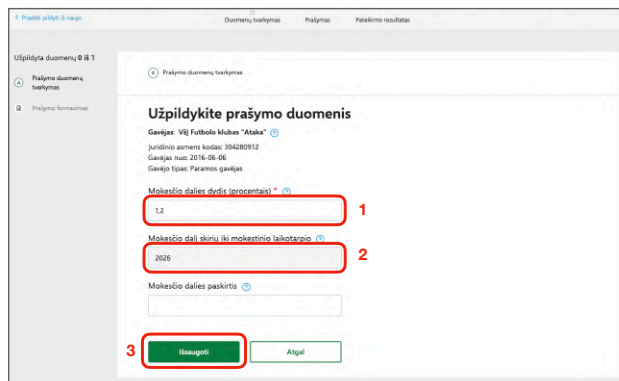 Pradėti pildyti iš naujo
Duomenų tvarkymas
Prašymas
Pateikimo rezultatas
Užpildyta duomenų 0 iš 1
A
Prašymo duomenų
tvarkymas
Prašymo formavimas
A
Prašymo duomenų tvarkymas
Užpildykite prašymo duomenis
Gavėjas: VšĮ Futbolo klubas "Ataka" ?
Juridinio asmens kodas: 304280912
Gavėjas nuo: 2016-06-06
Gavėjo tipas: Paramos gavėjas
Mokesčio dalies dydis (procentais) * ?
1,2
1
Mokesčio dalį skiriu iki mokestinio laikotarpio ?
2026
2
Mokesčio dalies paskirtis ?
3
Išsaugoti
Atgal